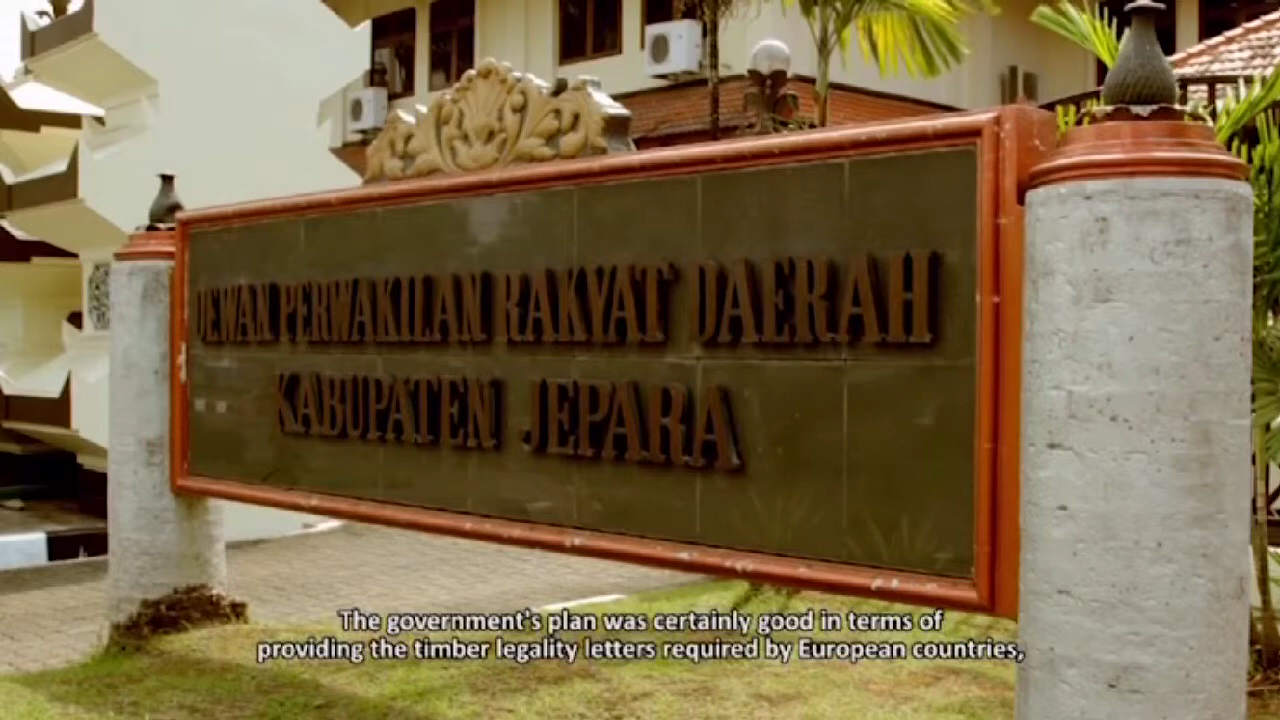 DEWAN PERWAKILAN RAKYAT DAERAH
KABUPATEN JEPARA
The government's plan was certainly good in terms of
providing the timber legality letters required by European countries,